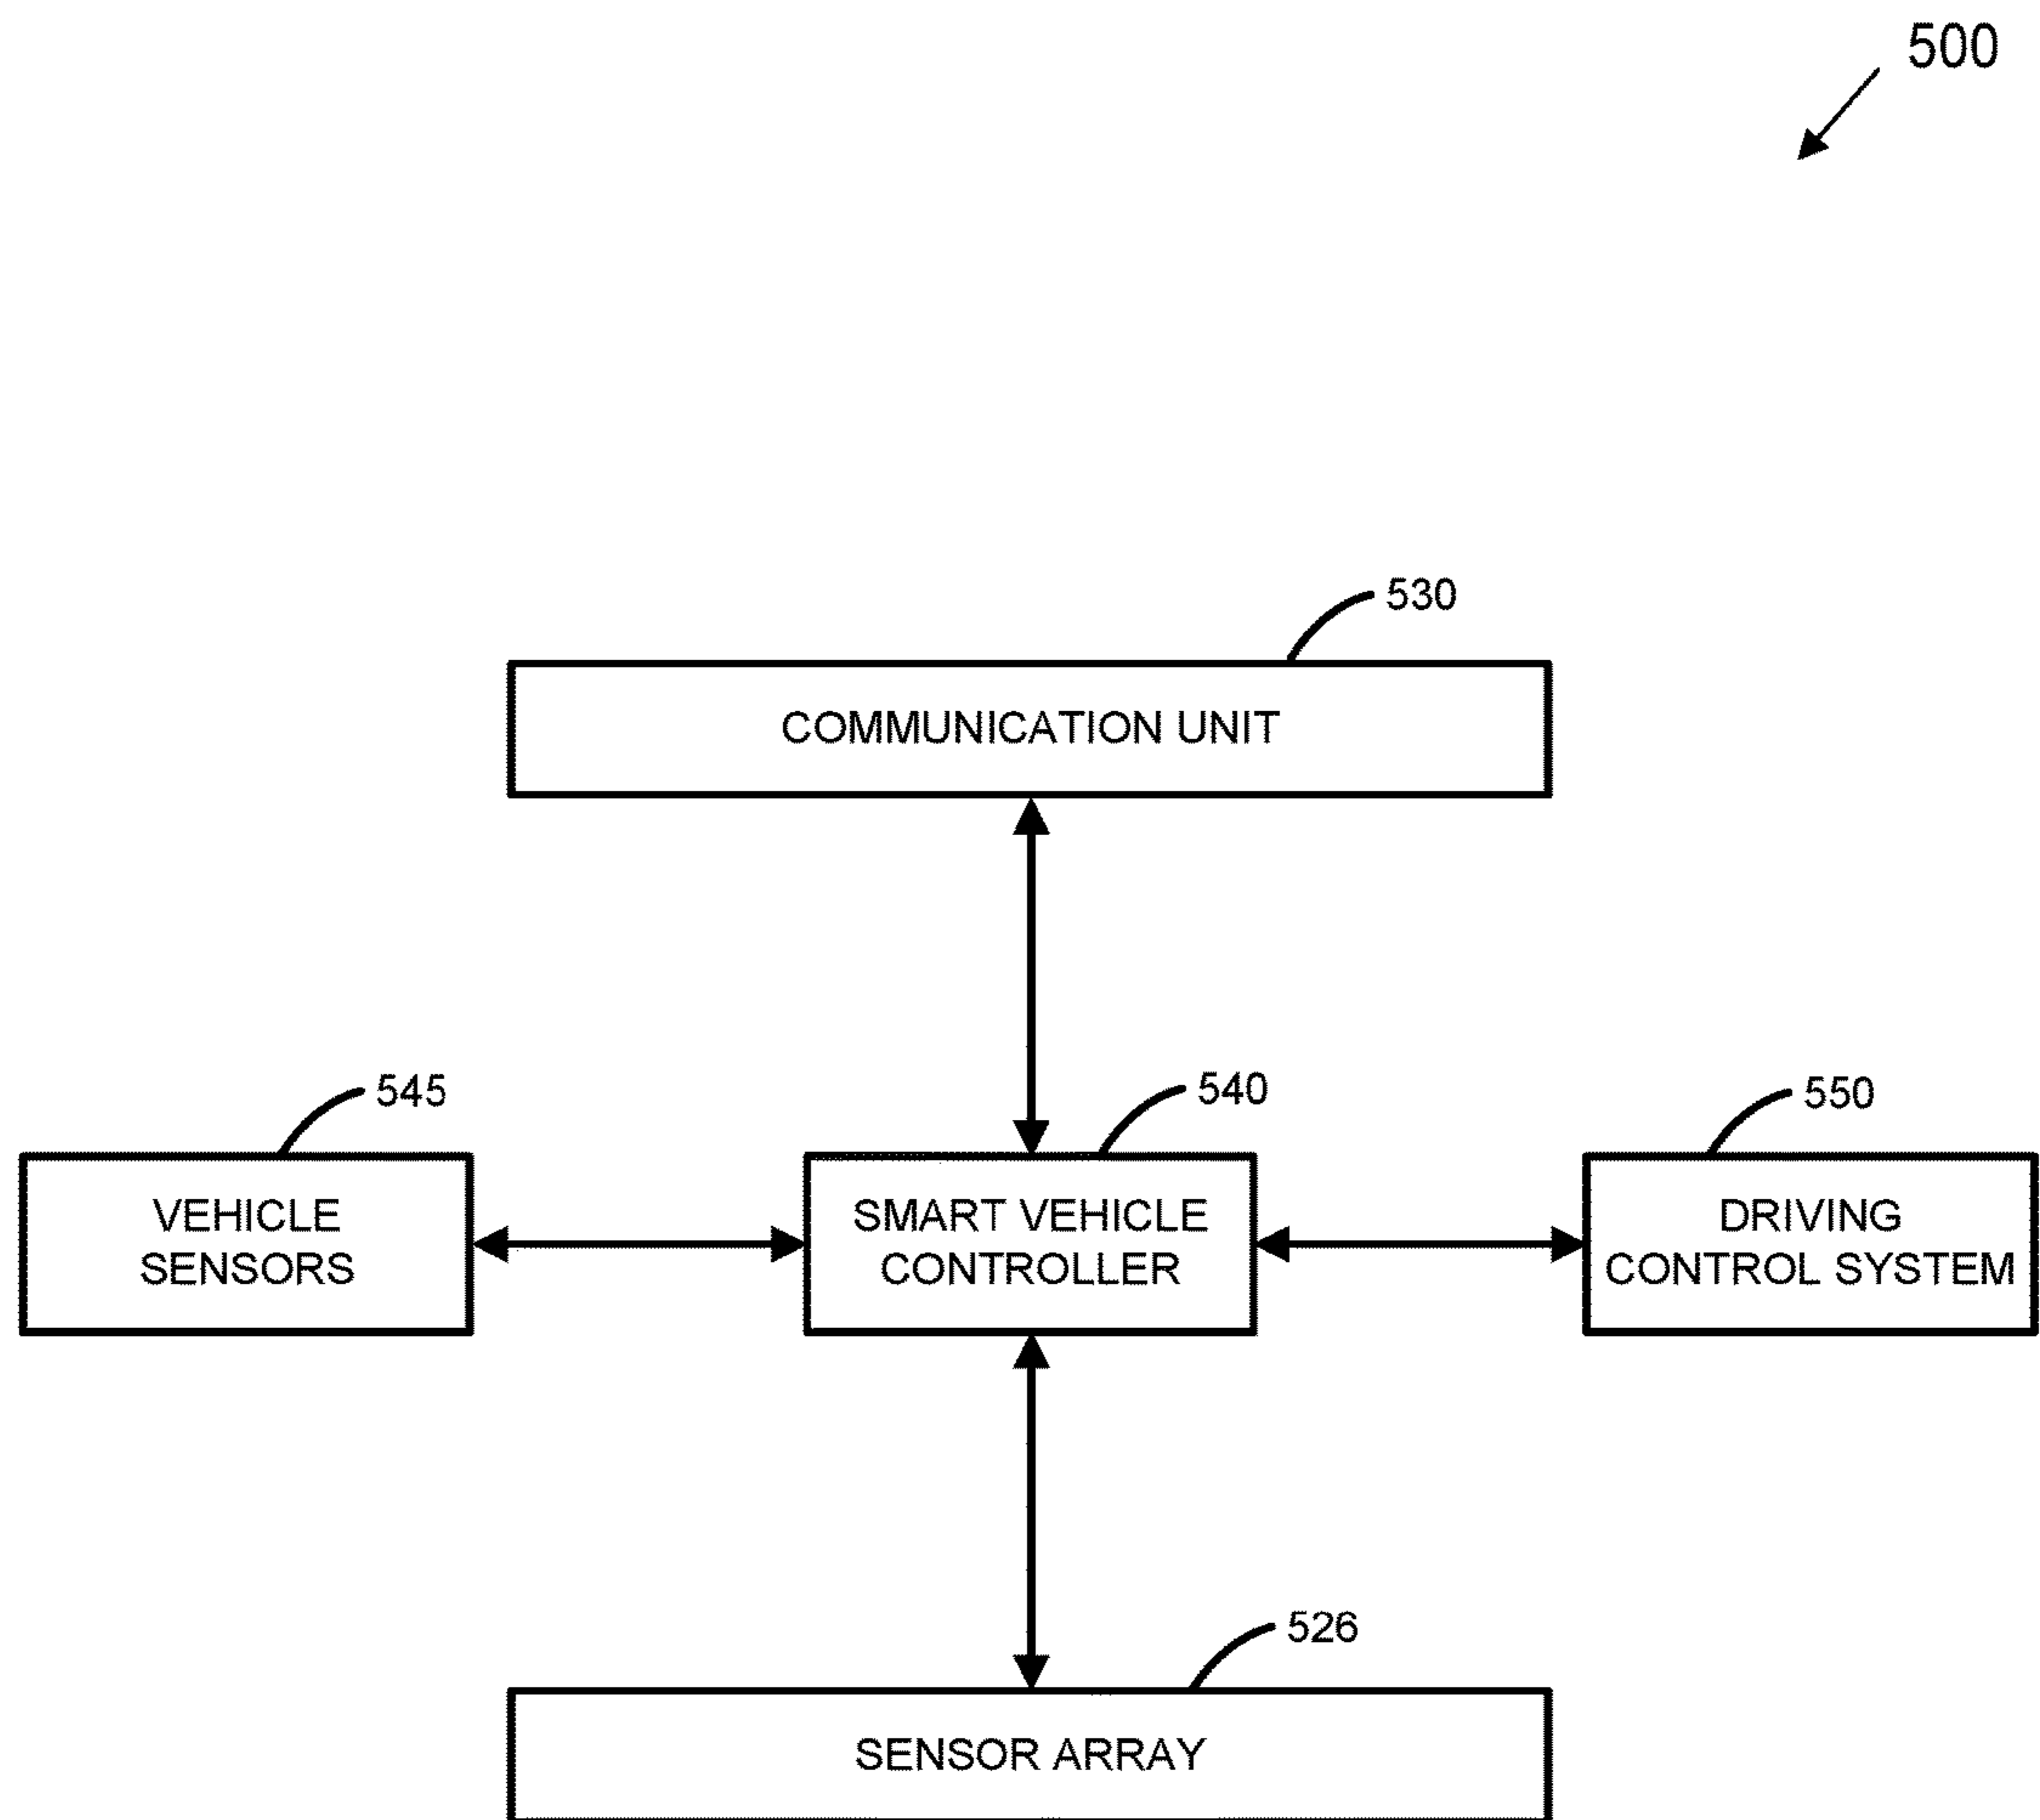 500
530
COMMUNICATION UNIT
545
540
550
VEHICLE
SENSORS
SMART VEHICLE
CONTROLLER
DRIVING
CONTROL SYSTEM
526
SENSOR ARRAY